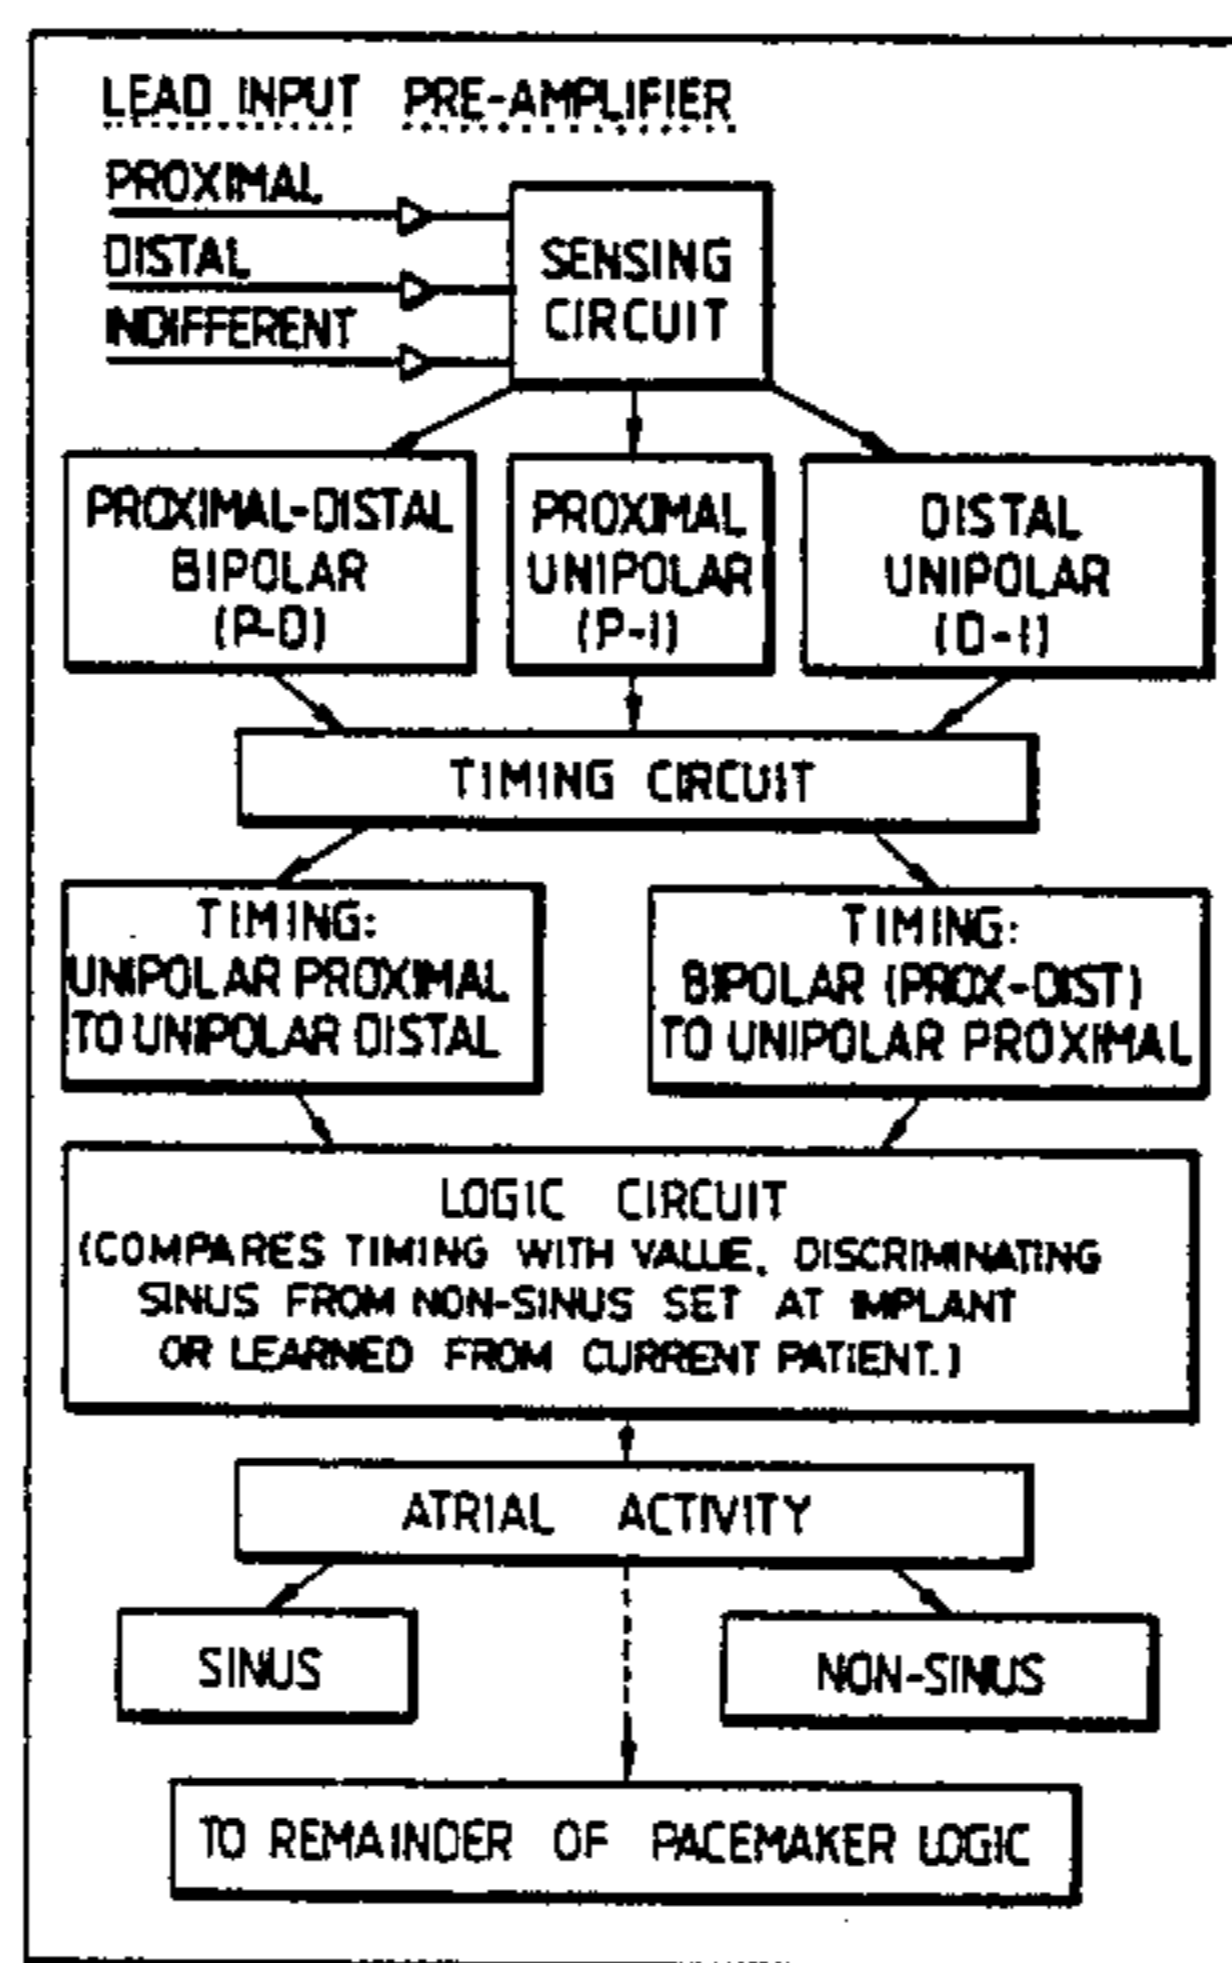 LEAD INPUT PRE-AMPLIFIER
PROXIMAL
DISTAL
INDIFFERENT
SENSING
CIRCUIT
PROXIMAL-DISTAL
BIPOLAR
(P-D)
PROXIMAL
UNIPOLAR
(P-I)
DISTAL
UNIPOLAR
(D-I)
TIMING CIRCUIT
TIMING:
UNIPOLAR PROXIMAL
TO UNIPOLAR DISTAL
TIMING:
BIPOLAR (PROX-DIST)
TO UNIPOLAR PROXIMAL
LOGIC CIRCUIT
(COMPARES TIMING WITH VALUE, DISCRIMINATING
SINUS FROM NON-SINUS SET AT IMPLANT
OR LEARNED FROM CURRENT PATIENT.)
ATRIAL ACTIVITY
SINUS
NON-SINUS
TO REMAINDER OF PACEMAKER LOGIC